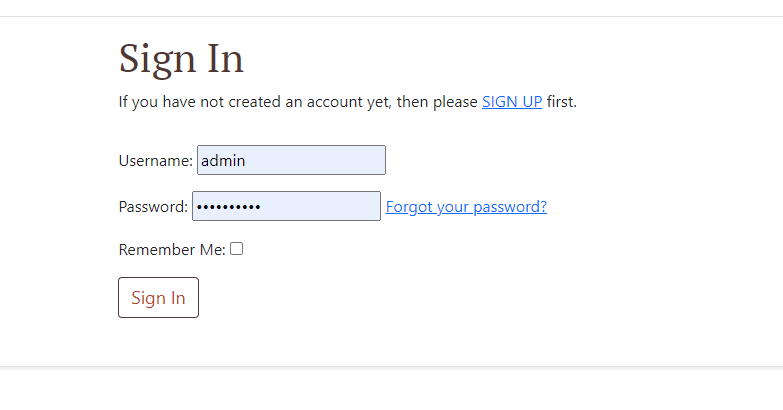 Sign In
If you have not created an account yet, then please SIGN UP first.
Username: admin
Password: •••••••••• Forgot your password?
Remember Me:
Sign In